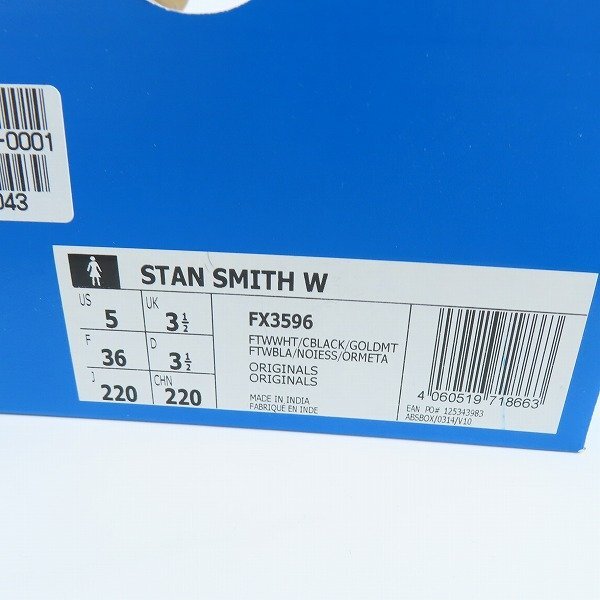 -0001
043
STAN SMITH W
US 5 UK 3½
F 36 D 3½
J 220 CHN 220
FX3596
FTWWHT/CBLACK/GOLDMT
FTWBLA/NOIESS/ORMETA
ORIGINALS
ORIGINALS
MADE IN INDIA
FABRIQUE EN INDE
4 060519 718663
EAN PO# 125343983
ABSBOX/0314/V10